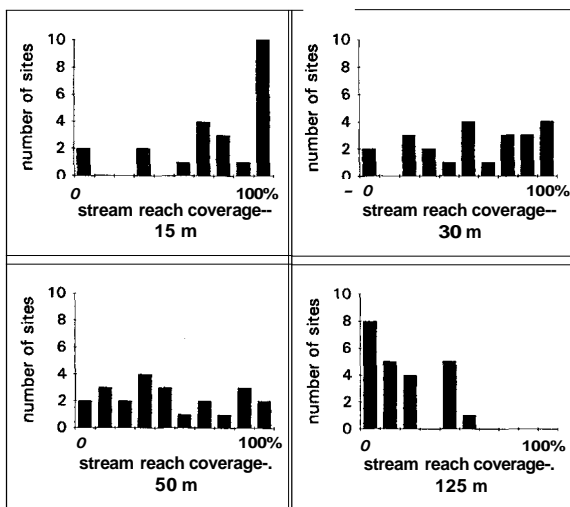 number of sites
10
8
6
4
2
0
0 100%
stream reach coverage--
15 m
number of sites
10
8
6
4
2
0
– 0 100%
stream reach coverage--
30 m
number of sites
10
8
6
4
2
0
0 100%
stream reach coverage-.
50 m
number of sites
10
8
6
4
2
0
0 100%
stream reach coverage-.
125 m